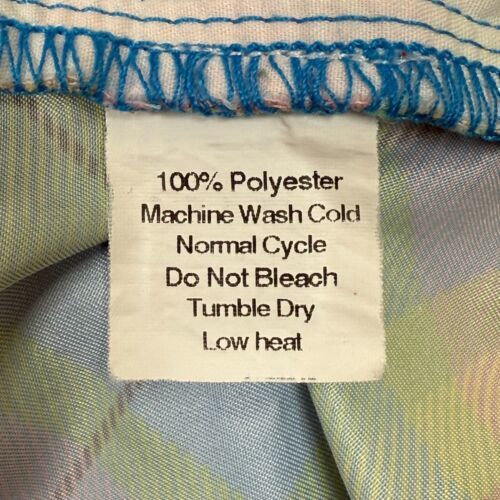 100% Polyester
Machine Wash Cold
Normal Cycle
Do Not Bleach
Tumble Dry
Low heat